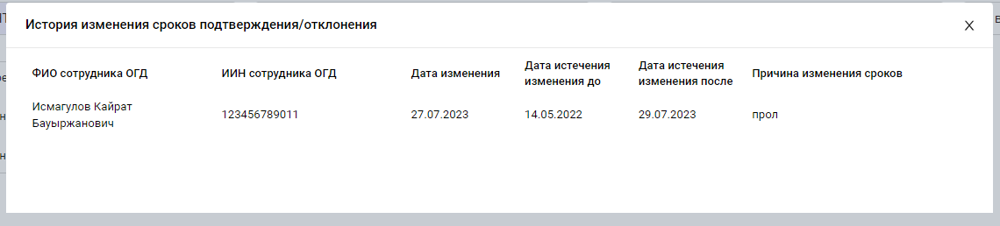 История изменения сроков подтверждения/отклонения
ФИО сотрудника ОГД ИИН сотрудника ОГД Дата изменения Дата истечения изменения до Дата истечения изменения после Причина изменения сроков
Исмагулов Кайрат Бауыржанович 123456789011 27.07.2023 14.05.2022 29.07.2023 прол